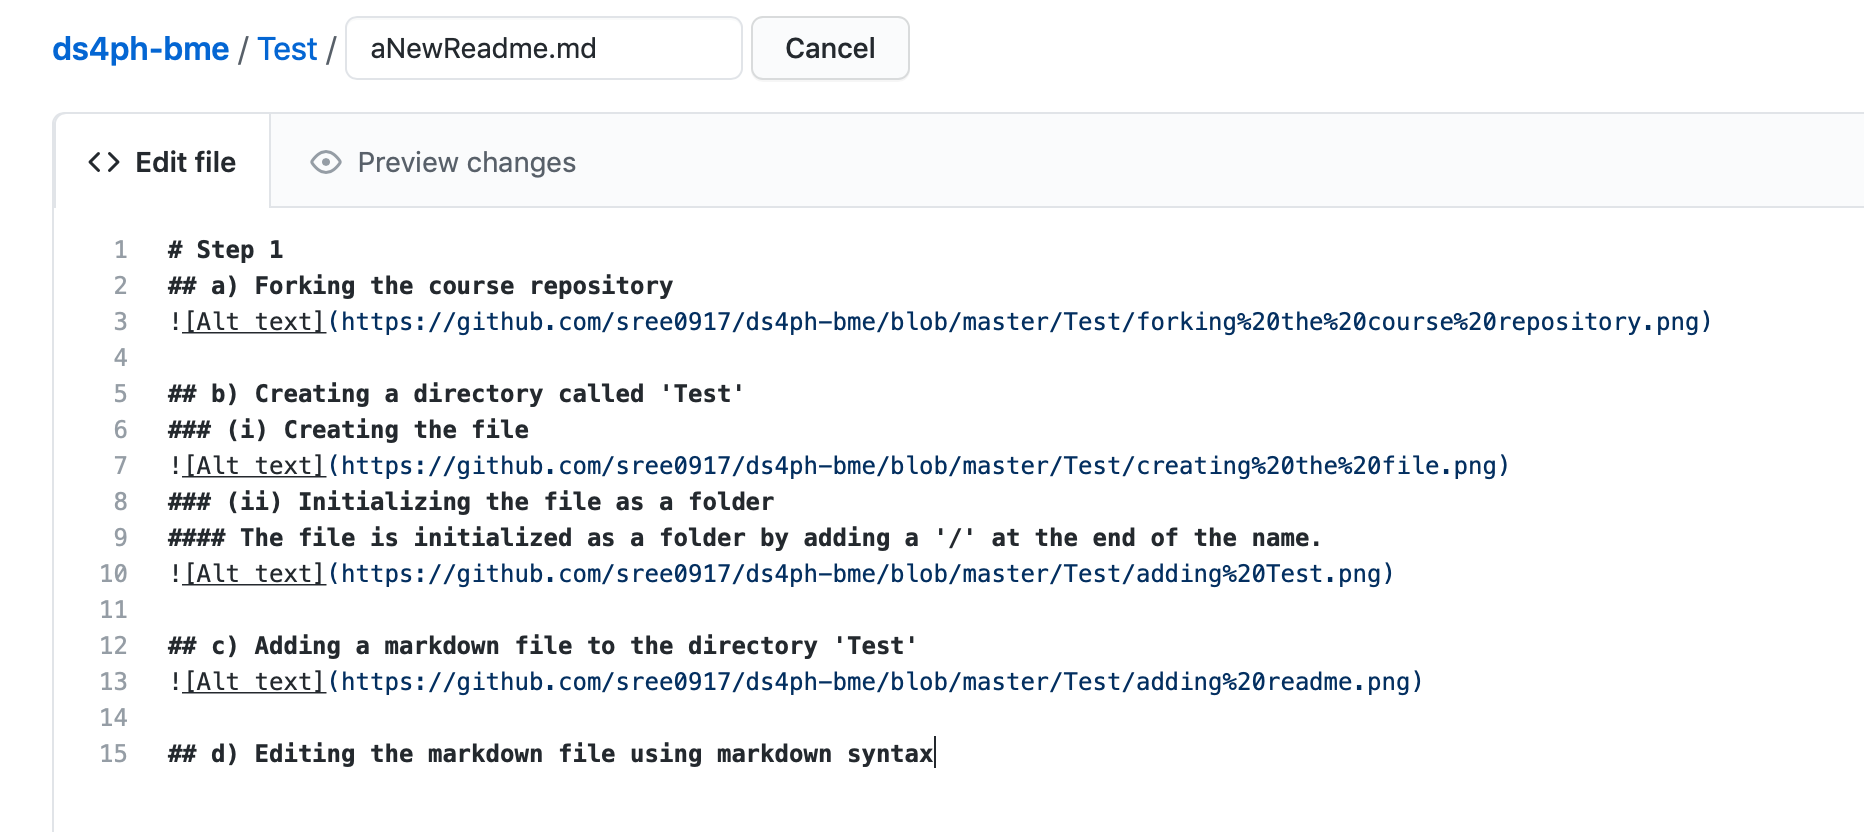 ds4ph-bme / Test / aNewReadme.md Cancel
<> Edit file Preview changes
1 # Step 1
2 ## a) Forking the course repository
3 ![Alt text](https://github.com/sree0917/ds4ph-bme/blob/master/Test/forking%20the%20course%20repository.png)
4
5 ## b) Creating a directory called 'Test'
6 ### (i) Creating the file
7 ![Alt text](https://github.com/sree0917/ds4ph-bme/blob/master/Test/creating%20the%20file.png)
8 ### (ii) Initializing the file as a folder
9 #### The file is initialized as a folder by adding a '/' at the end of the name.
10 ![Alt text](https://github.com/sree0917/ds4ph-bme/blob/master/Test/adding%20Test.png)
11
12 ## c) Adding a markdown file to the directory 'Test'
13 ![Alt text](https://github.com/sree0917/ds4ph-bme/blob/master/Test/adding%20readme.png)
14
15 ## d) Editing the markdown file using markdown syntax